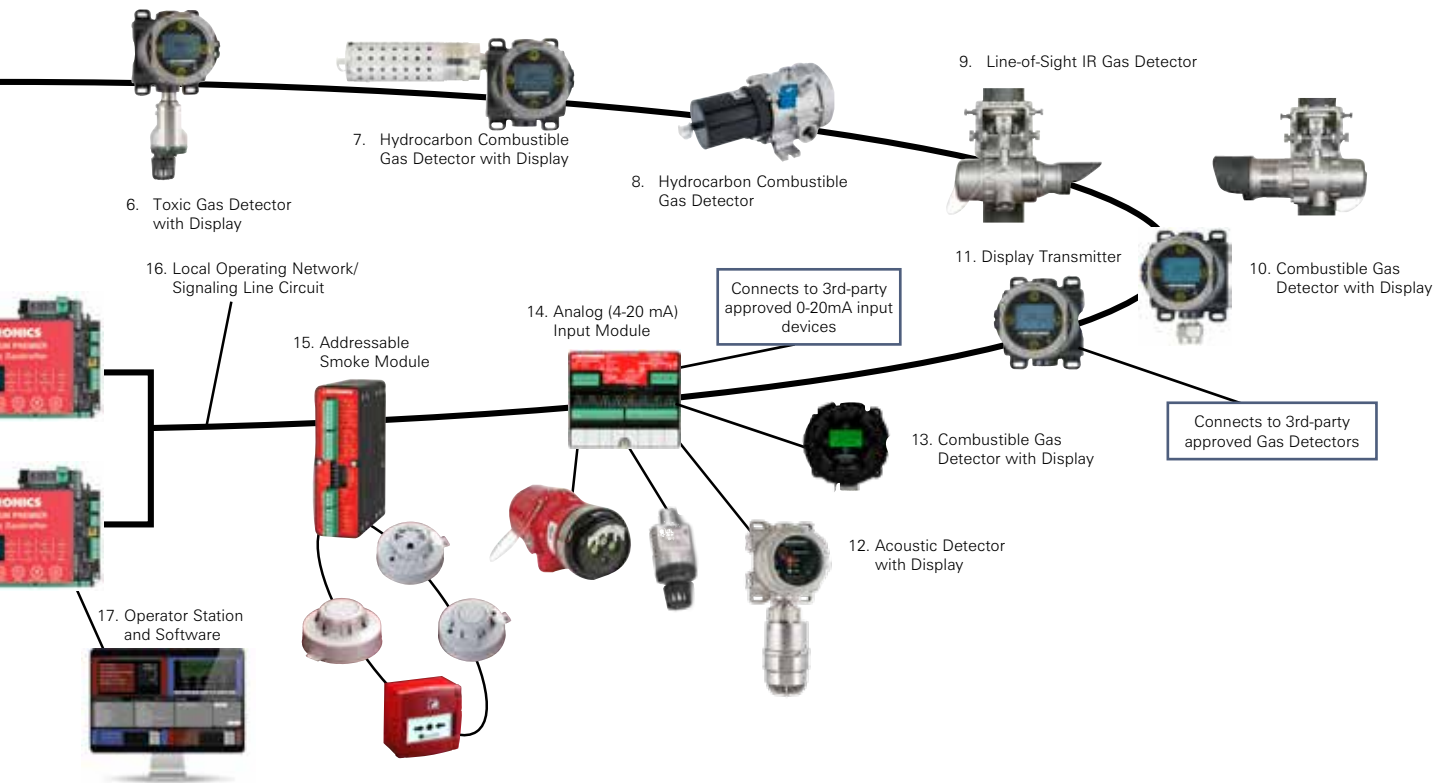 9. Line-of-Sight IR Gas Detector
7. Hydrocarbon Combustible
Gas Detector with Display
8. Hydrocarbon Combustible
Gas Detector
6. Toxic Gas Detector
with Display
16. Local Operating Network/
Signaling Line Circuit
11. Display Transmitter
10. Combustible Gas
Detector with Display
Connects to 3rd-party
approved 0-20mA input
devices
14. Analog (4-20 mA)
Input Module
15. Addressable
Smoke Module
Connects to 3rd-party
approved Gas Detectors
13. Combustible Gas
Detector with Display
12. Acoustic Detector
with Display
17. Operator Station
and Software
RONICS
PREMIER
RONICS
PREMIER